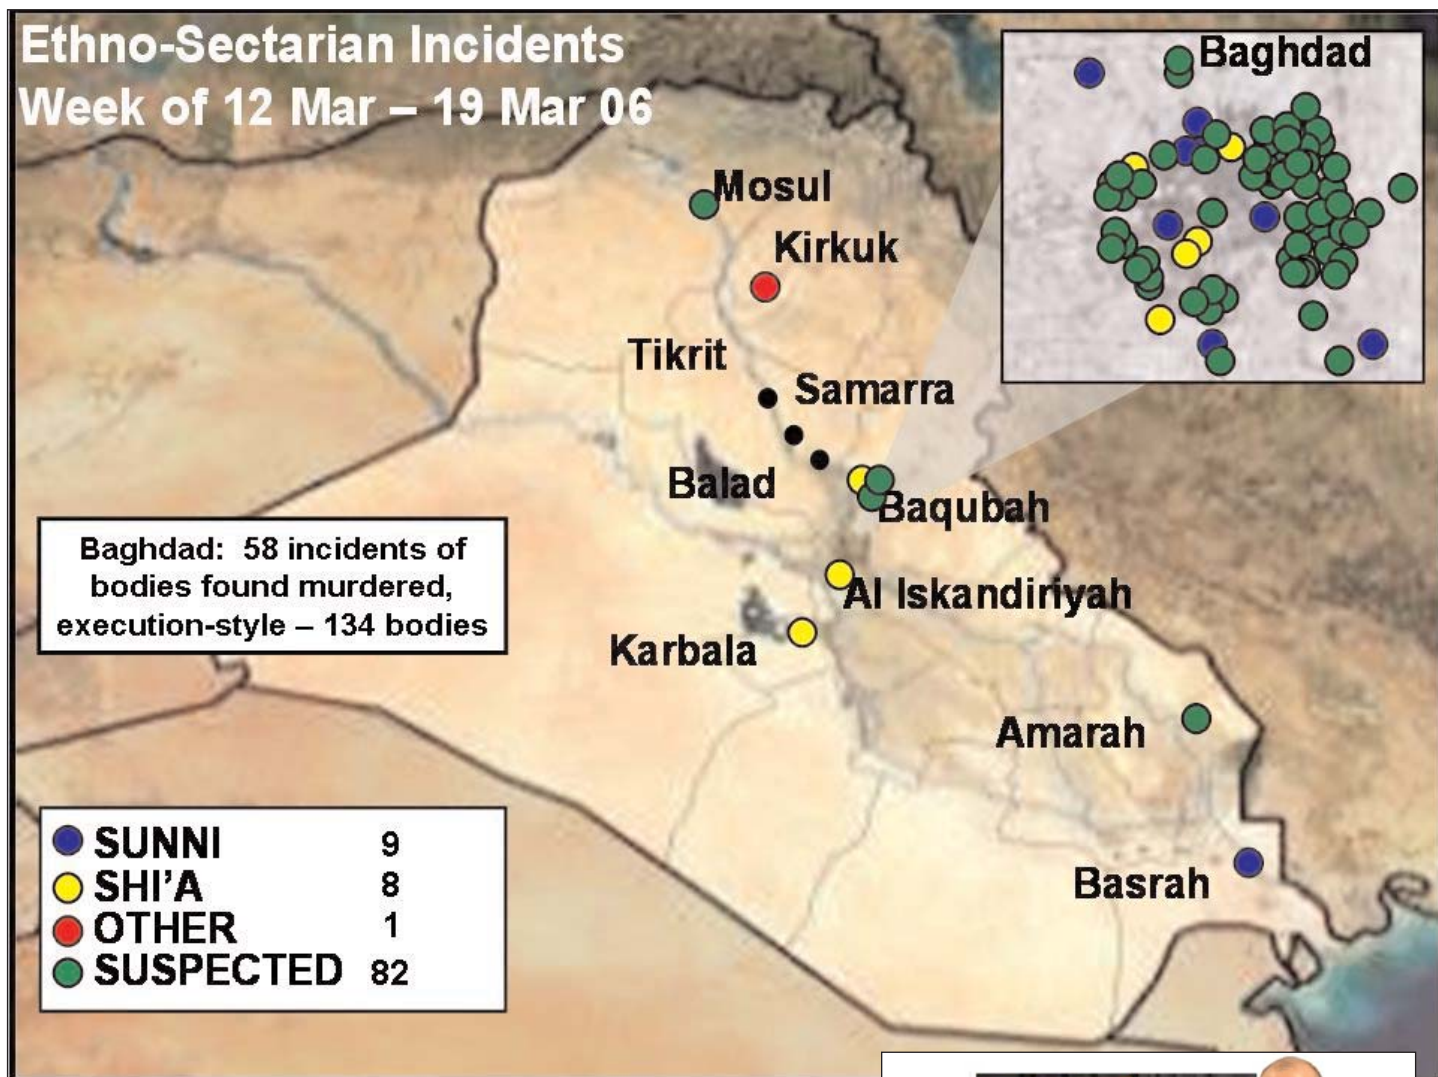 Ethno-Sectarian Incidents
Week of 12 Mar – 19 Mar 06
Baghdad
Mosul
Kirkuk
Tikrit
Samarra
Balad
Baqubah
Baghdad: 58 incidents of
bodies found murdered,
execution-style – 134 bodies
Al Iskandiriyah
Karbala
Amarah
Basrah
SUNNI 9
SHI'A 8
OTHER 1
SUSPECTED 82